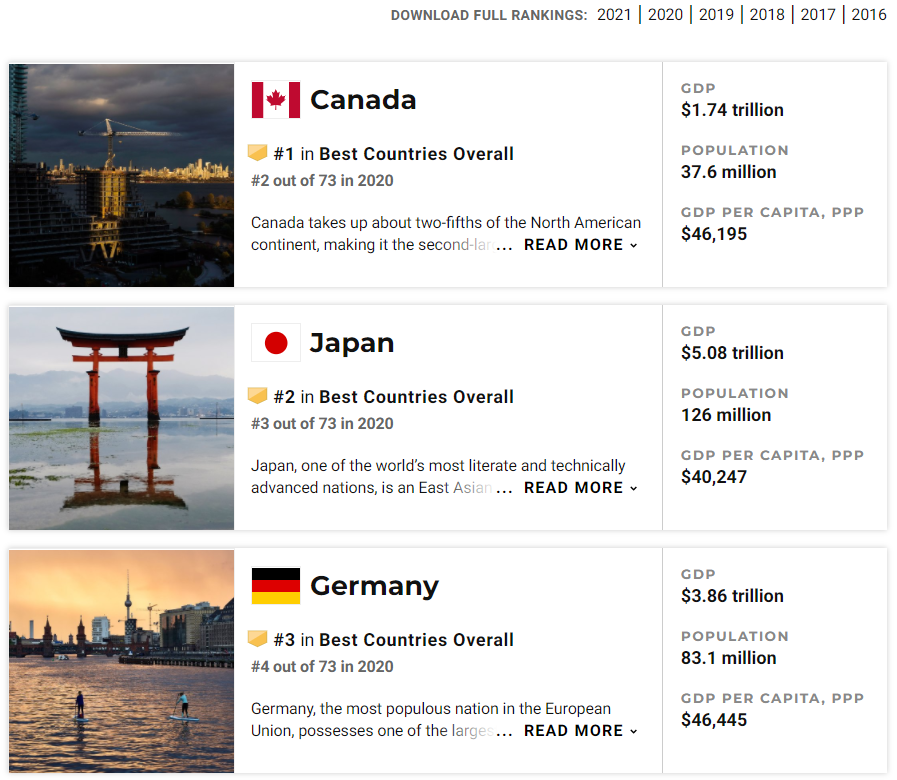 DOWNLOAD FULL RANKINGS: 2021 | 2020 | 2019 | 2018 | 2017 | 2016
Canada
#1 in Best Countries Overall
#2 out of 73 in 2020
Canada takes up about two-fifths of the North American
continent, making it the second-lar... READ MORE
GDP
$1.74 trillion
POPULATION
37.6 million
GDP PER CAPITA, PPP
$46,195
Japan
#2 in Best Countries Overall
#3 out of 73 in 2020
Japan, one of the world’s most literate and technically
advanced nations, is an East Asian ... READ MORE
GDP
$5.08 trillion
POPULATION
126 million
GDP PER CAPITA, PPP
$40,247
Germany
#3 in Best Countries Overall
#4 out of 73 in 2020
Germany, the most populous nation in the European
Union, possesses one of the larges... READ MORE
GDP
$3.86 trillion
POPULATION
83.1 million
GDP PER CAPITA, PPP
$46,445